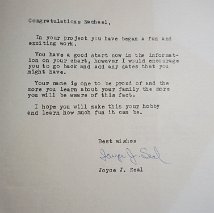 Congratulations Rachael,
In your project you have began a fun and
exciting work.
You have a good start now in the informat-
ion on your chart, however I would encourage
you to go back and add any dates that you
might have.
Your name is one to be proud of and the
more you learn about your family the more
you will be aware of this fact.
I hope you will make this your hobby
and learn how much fun it can be.
Best wishes
Joyce J.
Joyce J.